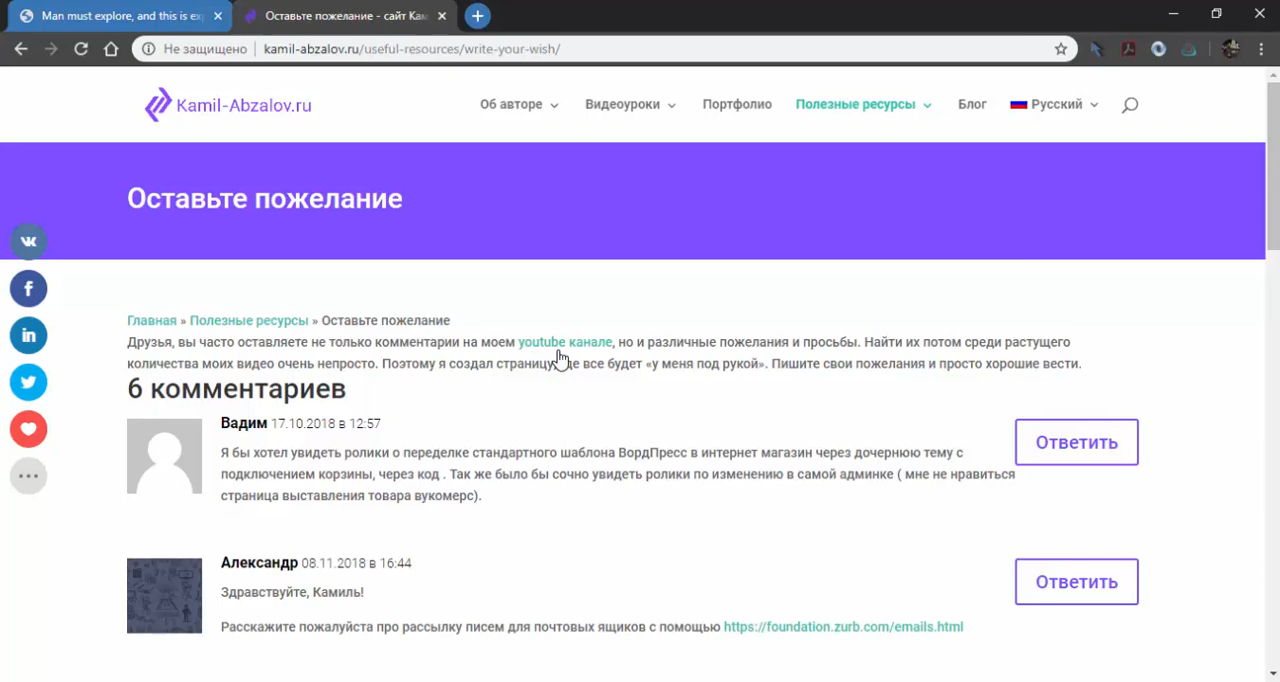 Man must explore, and this is ex
Оставьте пожелание - сайт Кам
Не защищено
kamil-abzalov.ru/useful-resources/write-your-wish/
Kamil-Abzalov.ru
Об авторе
Видеоуроки
Портфолио
Полезные ресурсы
Блог
Русский
Оставьте пожелание
Главная » Полезные ресурсы » Оставьте пожелание
Друзья, вы часто оставляете не только комментарии на моем youtube канале, но и различные пожелания и просьбы. Найти их потом среди растущего
количества моих видео очень непросто. Поэтому я создал страницу, все будет «у меня под рукой». Пишите свои пожелания и просто хорошие вести.
6 комментариев
Вадим 17.10.2018 в 12:57
Ответить
Я бы хотел увидеть ролики о переделке стандартного шаблона ВордПресс в интернет магазин через дочернюю тему с
подключением корзины, через код . Так же было бы сочно увидеть ролики по изменению в самой админке ( мне не нравиться
страница выставления товара вукомерс).
Александр 08.11.2018 в 16:44
Ответить
Здравствуйте, Камиль!
Расскажите пожалуйста про рассылку писем для почтовых ящиков с помощью https://foundation.zurb.com/emails.html